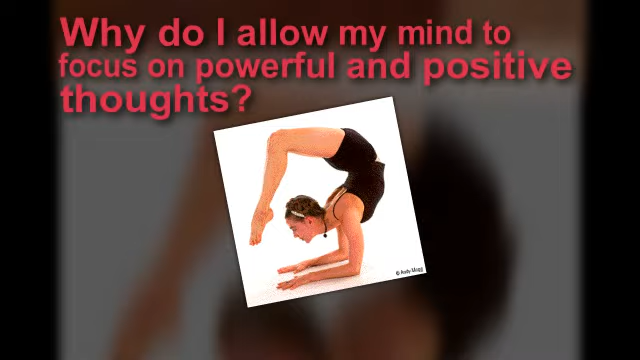 Why do I allow my mind to
focus on powerful and positive
thoughts?
© Andy Mogg